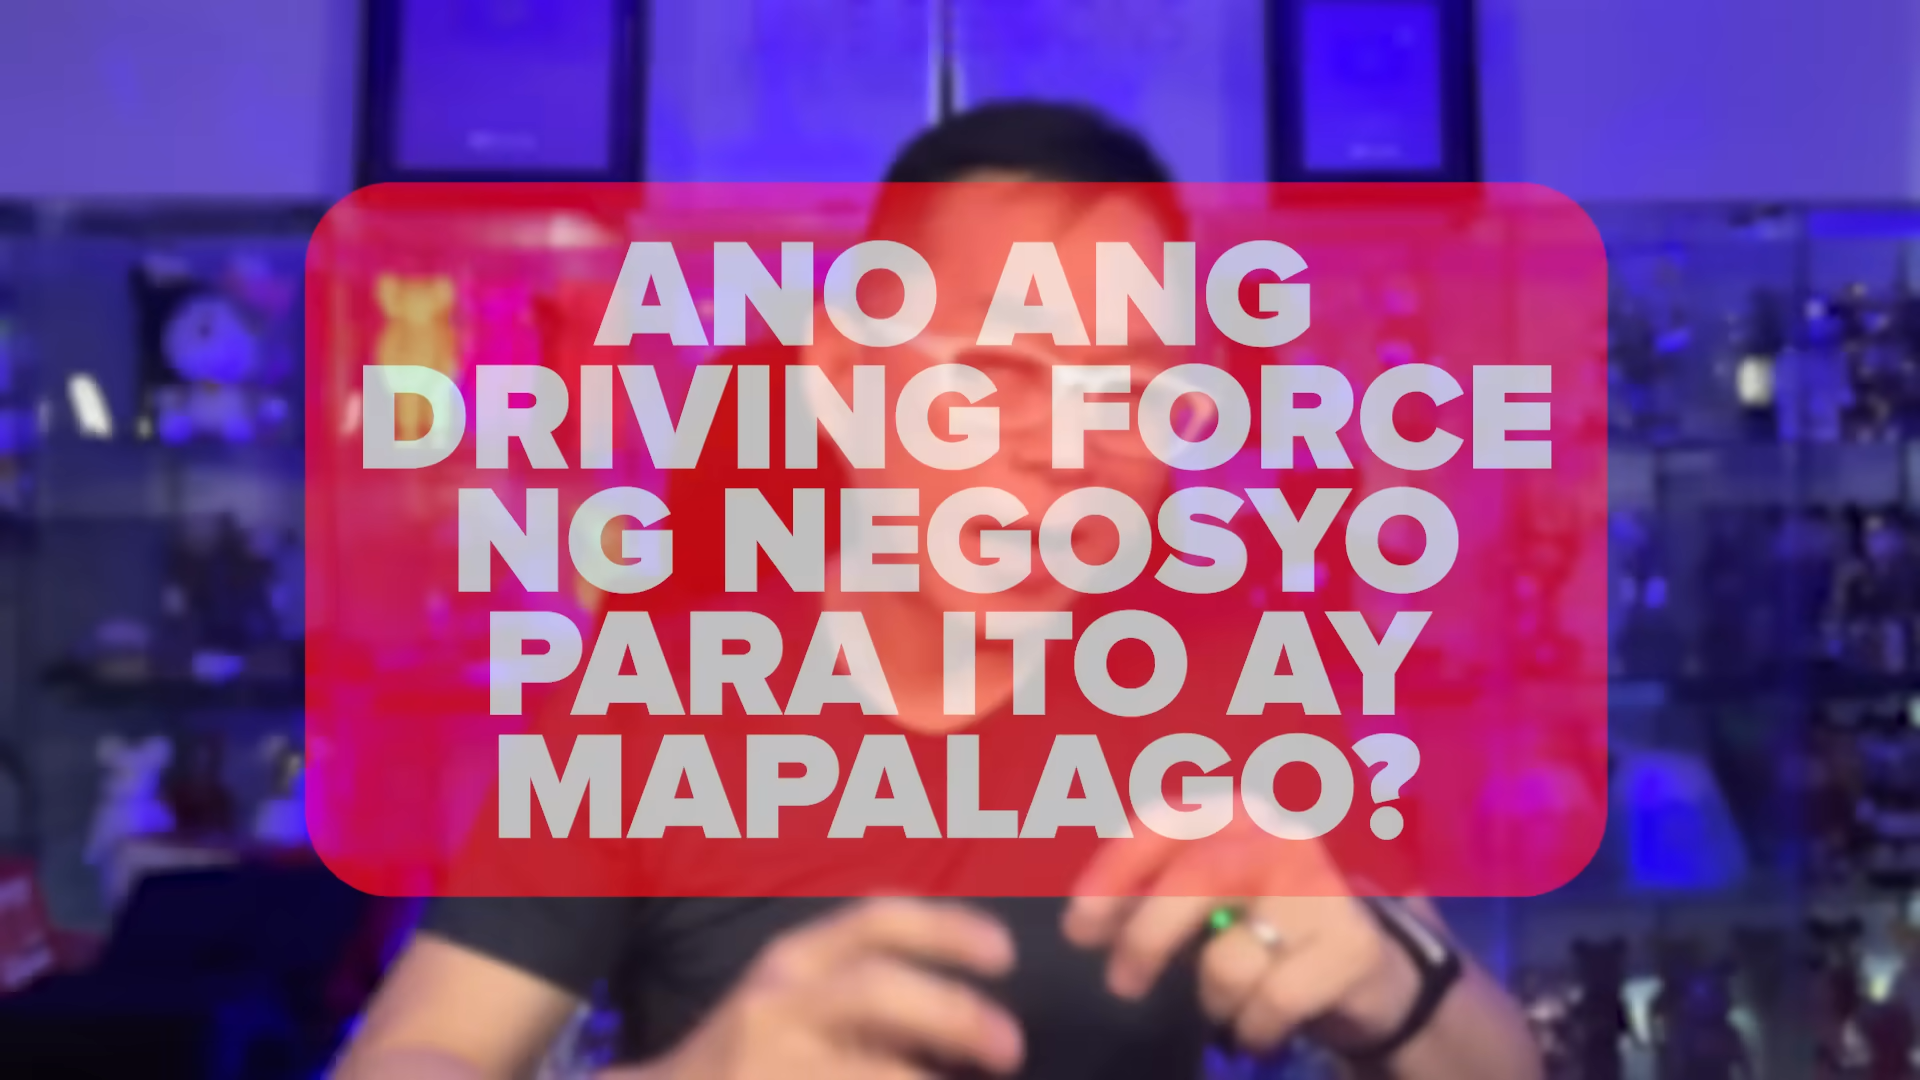 ANO ANG
DRIVING FORCE
NG NEGOSYO
PARA ITO AY
MAPALAGO?